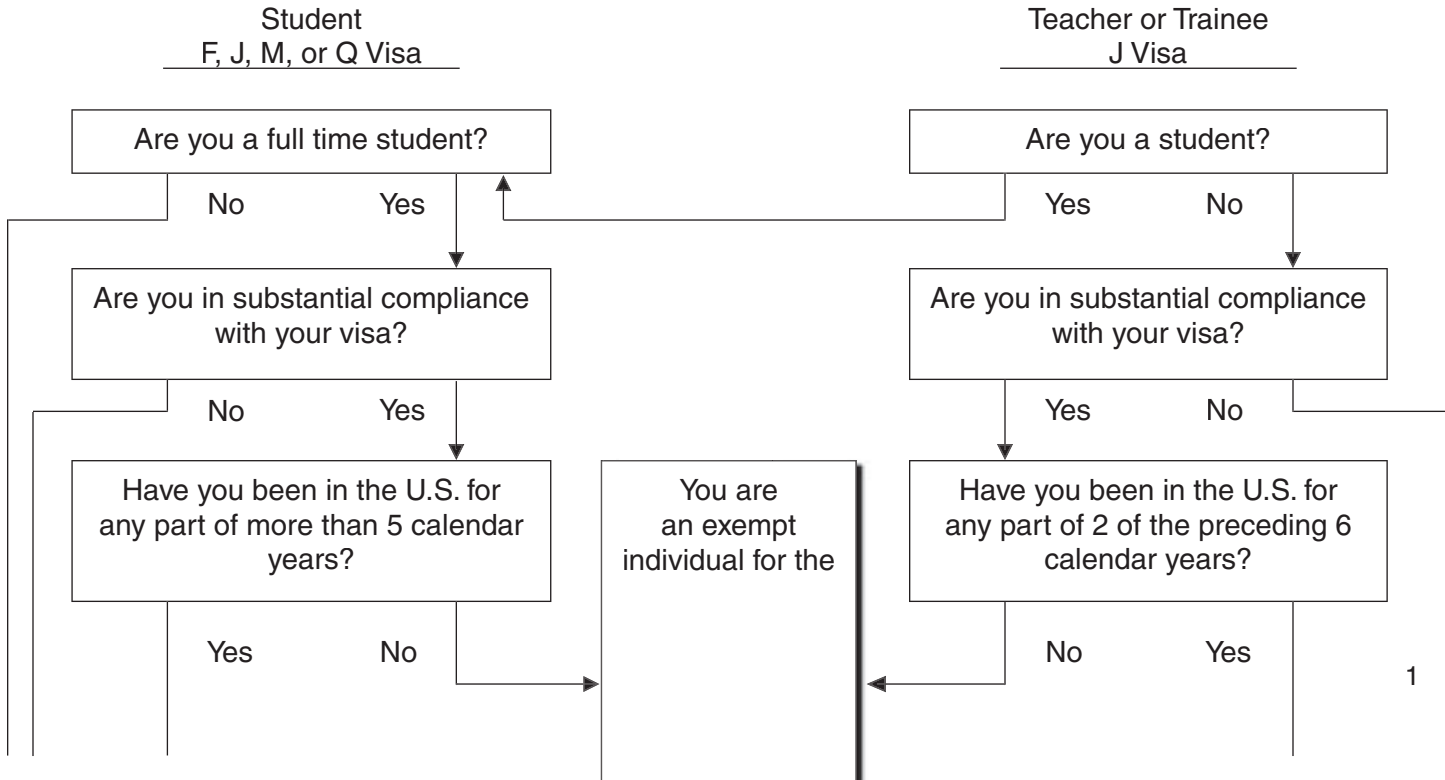 Student
F, J, M, or Q Visa
Teacher or Trainee
J Visa
Are you a full time student?
Are you a student?
No
Yes
Yes
No
Are you in substantial compliance
with your visa?
Are you in substantial compliance
with your visa?
No
Yes
Yes
No
Have you been in the U.S. for
any part of more than 5 calendar
years?
You are
an exempt
individual for the
Have you been in the U.S. for
any part of 2 of the preceding 6
calendar years?
Yes
No
No
Yes
1